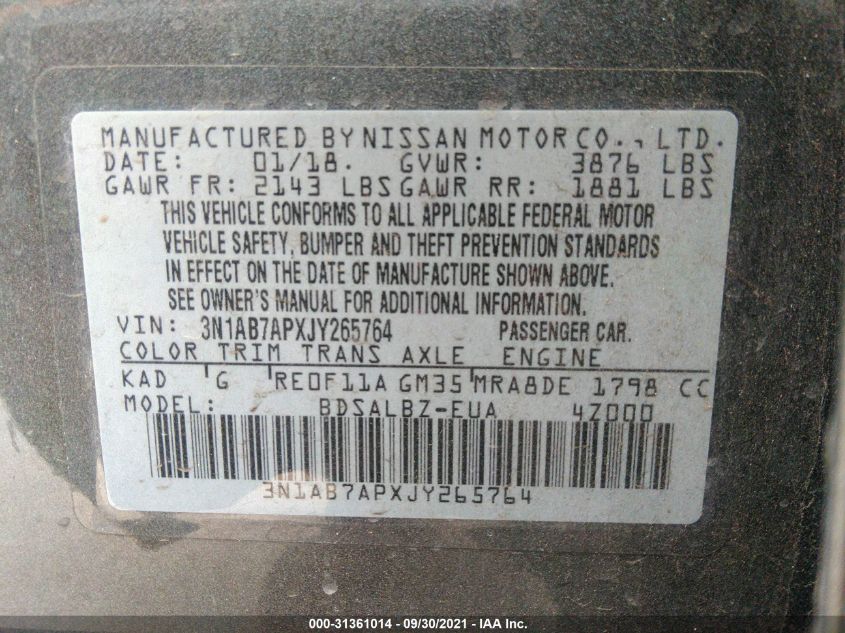 MANUFACTURED BY NISSAN MOTOR CO., LTD.
DATE: 01/18. GVWR: 3876 LBS
GAWR FR: 2143 LBS GAWR RR: 1881 LBS
THIS VEHICLE CONFORMS TO ALL APPLICABLE FEDERAL MOTOR
VEHICLE SAFETY, BUMPER AND THEFT PREVENTION STANDARDS
IN EFFECT ON THE DATE OF MANUFACTURE SHOWN ABOVE.
SEE OWNER'S MANUAL FOR ADDITIONAL INFORMATION.
VIN: 3N1AB7APXJY265764 PASSENGER CAR.
COLOR TRIM TRANS AXLE ENGINE
KAD G RE0F11A GM35 MRA8DE 1798 CC
MODEL: BDSALBZ-EUA 4Z000
3N1AB7APXJY265764
000-31361014 - 09/30/2021 - IAA Inc.